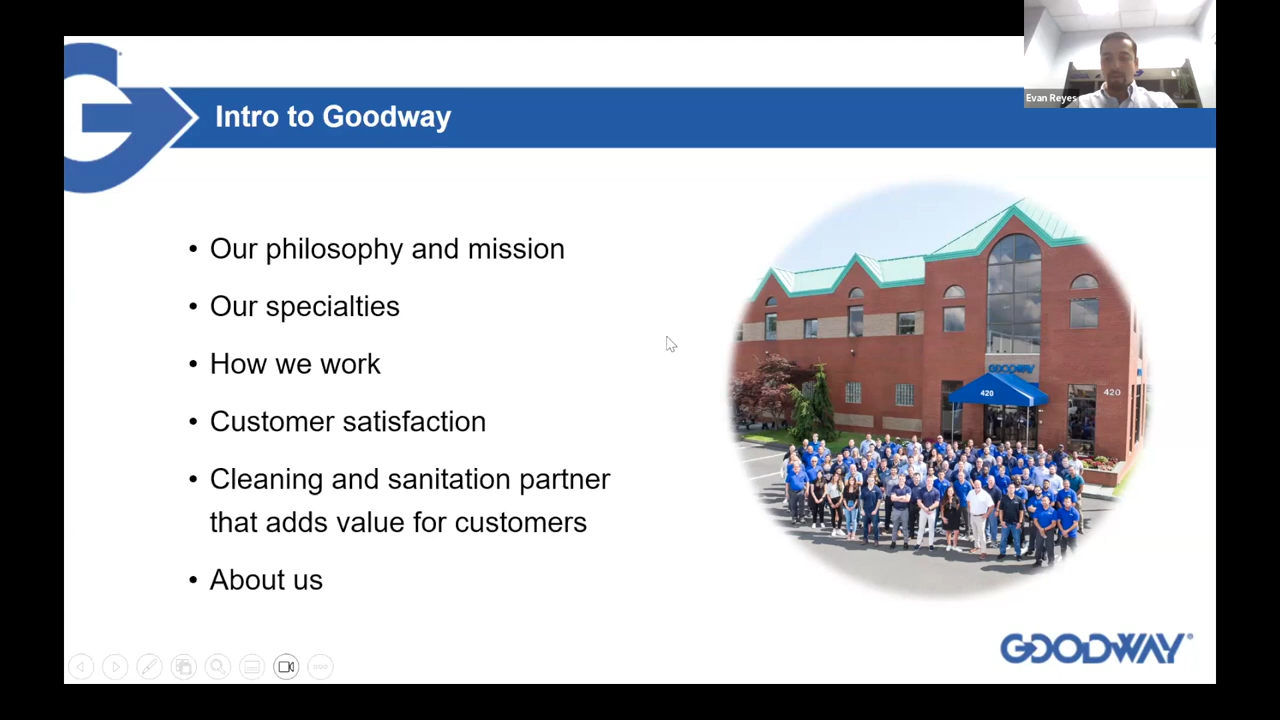 Intro to Goodway
Evan Reyes
• Our philosophy and mission
• Our specialties
• How we work
• Customer satisfaction
• Cleaning and sanitation partner
that adds value for customers
• About us
GOODWAY
420
420
GOODWAY®